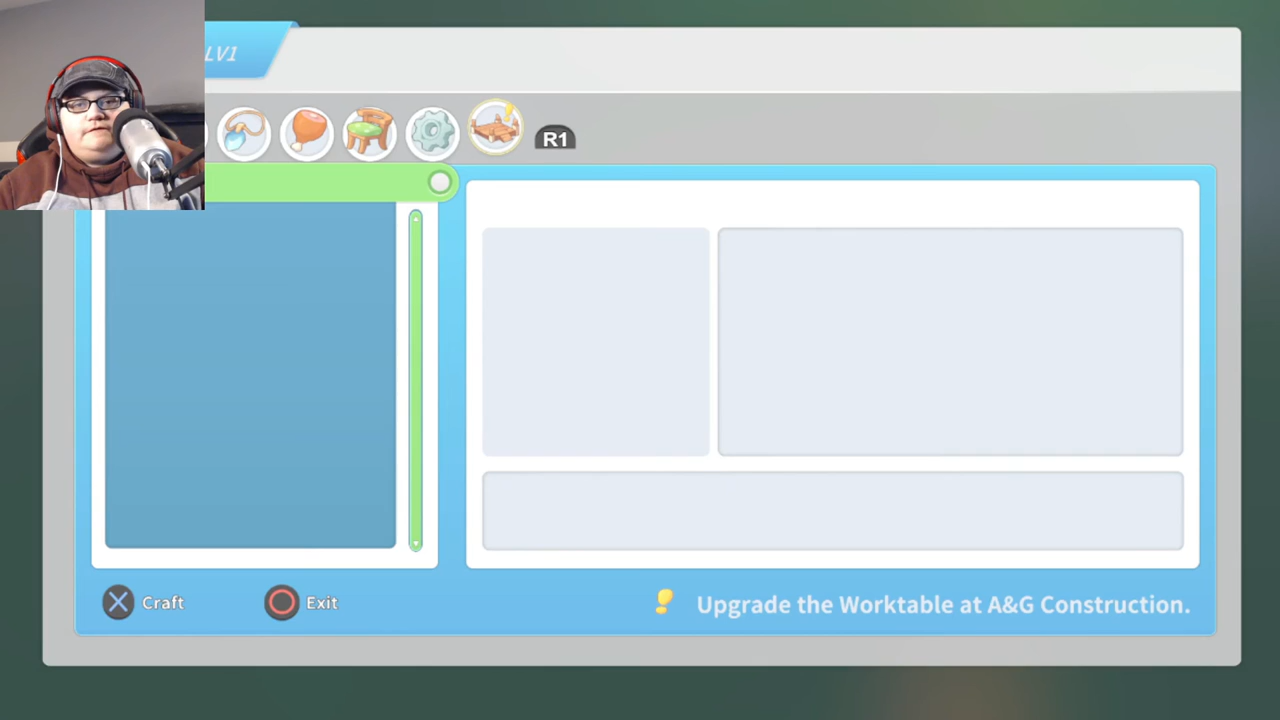 LV1
R1
Craft
Exit
Upgrade the Worktable at A&G Construction.